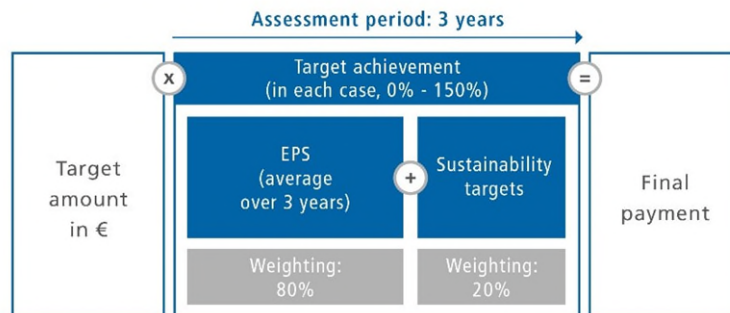 Assessment period: 3 years
x
Target achievement
(in each case, 0% - 150%)
=
Target
amount
in €
EPS
(average
over 3 years)
+
Sustainability
targets
Final
payment
Weighting:
80%
Weighting:
20%